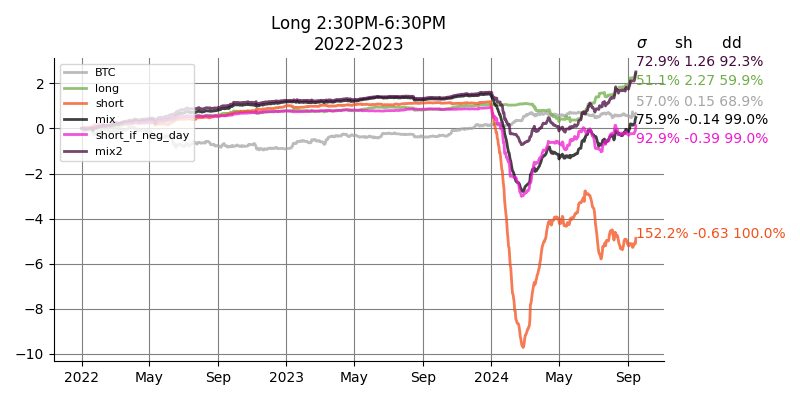 Long 2:30PM-6:30PM
2022-2023
σ sh dd
72.9% 1.26 92.3%
51.1% 2.27 59.9%
57.0% 0.15 68.9%
75.9% -0.14 99.0%
92.9% -0.39 99.0%
152.2% -0.63 100.0%
BTC
long
short
mix
short_if_neg_day
mix2
2
0
−2
−4
−6
−8
−10
2022 May Sep 2023 May Sep 2024 May Sep